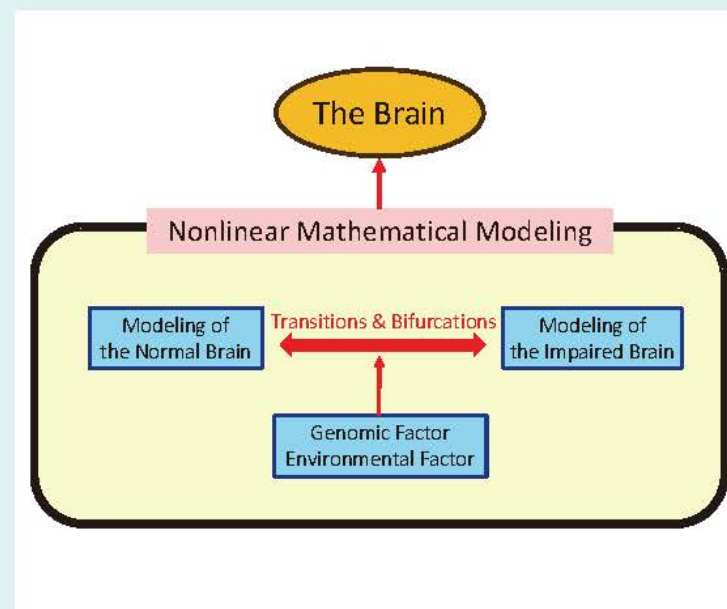 The Brain
Nonlinear Mathematical Modeling
Transitions & Bifurcations
Modeling of
the Normal Brain
Modeling of
the Impaired Brain
Genomic Factor
Environmental Factor